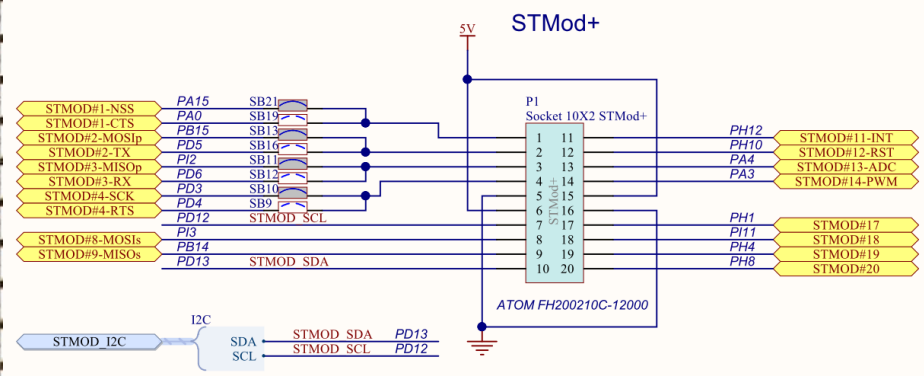 STMod+
5V
STMOD#1-NSS PA15 SB21
STMOD#1-CTS PA0 SB19
STMOD#2-MOSIp PB15 SB13
STMOD#2-TX PD5 SB16
STMOD#3-MISOp PI2 SB11
STMOD#3-RX PD6 SB12
STMOD#4-SCK PD3 SB10
STMOD#4-RTS PD4 SB9
PD12 STMOD_SCL
STMOD#8-MOSIs PI3
STMOD#9-MISOs PB14
PD13 STMOD_SDA
P1
Socket 10X2 STMod+
1 11 PH12 STMOD#11-INT
2 12 PH10 STMOD#12-RST
3 13 PA4 STMOD#13-ADC
4 14 PA3 STMOD#14-PWM
5 15
6 16
7 17 PH1 STMOD#17
8 18 PI11 STMOD#18
9 19 PH4 STMOD#19
10 20 PH8 STMOD#20
STMod+
ATOM FH200210C-12000
I2C
STMOD_I2C
SDA STMOD_SDA PD13
SCL STMOD_SCL PD12